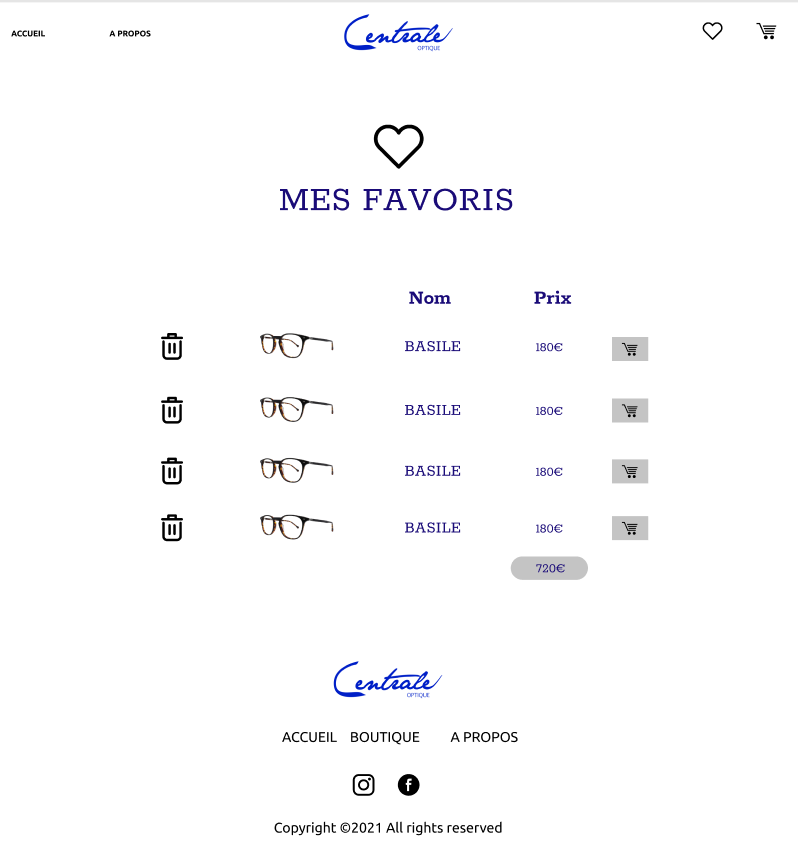 ACCUEIL A PROPOS Centrale
OPTIQUE
MES FAVORIS
Nom Prix
BASILE 180€
BASILE 180€
BASILE 180€
BASILE 180€
720€
Centrale
OPTIQUE
ACCUEIL BOUTIQUE A PROPOS
Copyright ©2021 All rights reserved